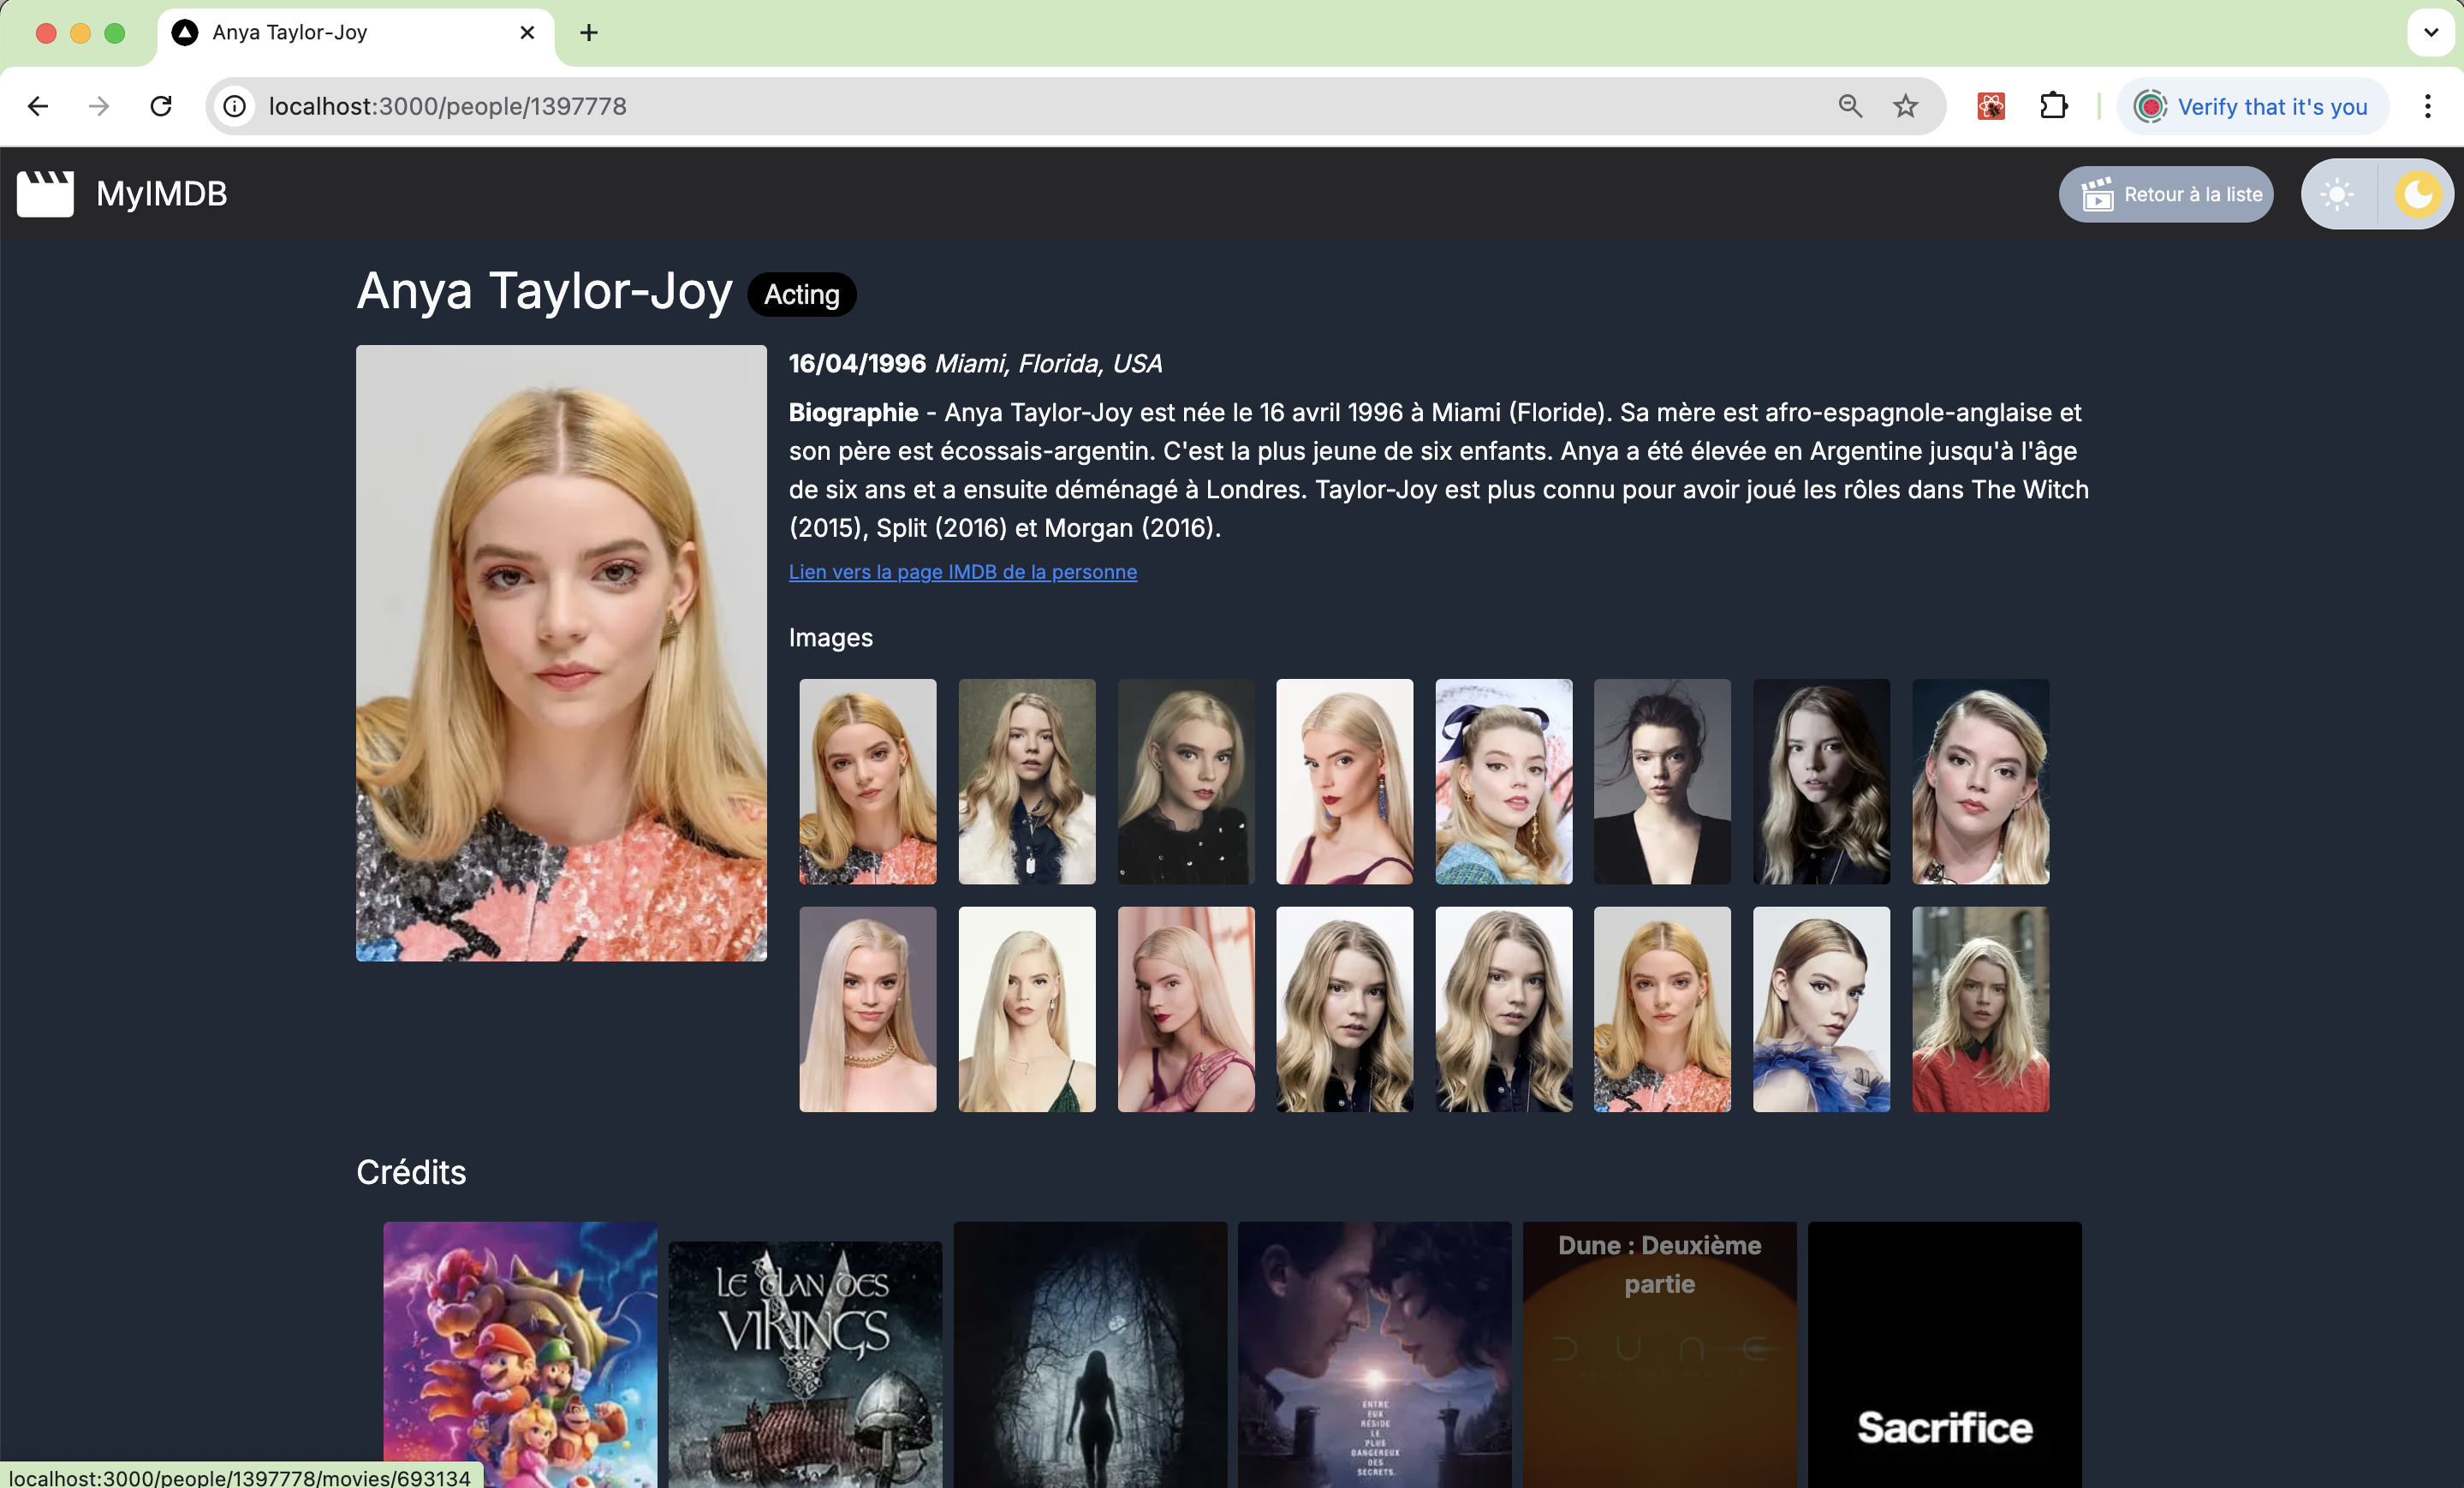 Anya Taylor-Joy
localhost:3000/people/1397778
Verify that it's you
MyIMDB
Retour à la liste
Anya Taylor-Joy Acting
16/04/1996 Miami, Florida, USA
Biographie - Anya Taylor-Joy est née le 16 avril 1996 à Miami (Floride). Sa mère est afro-espagnole-anglaise et
son père est écossais-argentin. C'est la plus jeune de six enfants. Anya a été élevée en Argentine jusqu'à l'âge
de six ans et a ensuite déménagé à Londres. Taylor-Joy est plus connu pour avoir joué les rôles dans The Witch
(2015), Split (2016) et Morgan (2016).
Lien vers la page IMDB de la personne
Images
Crédits
LE CLAN DES
VIKINGS
ENTRE
EUX
RÉSIDE
LE
PLUS
DANGEREUX
DES
SECRETS.
Dune : Deuxième
partie
DUNE
Sacrifice
localhost:3000/people/1397778/movies/693134